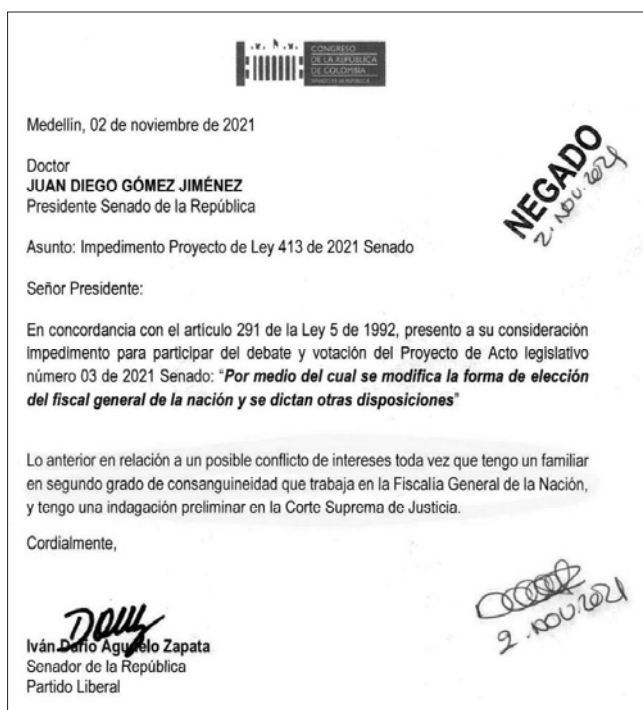 CONGRESO
DE LA REPÚBLICA
DE COLOMBIA
Medellín, 02 de noviembre de 2021
Doctor
JUAN DIEGO GÓMEZ JIMÉNEZ
Presidente Senado de la República
NEGADO
2. NOV. 2021
Asunto: Impedimento Proyecto de Ley 413 de 2021 Senado
Señor Presidente:
En concordancia con el artículo 291 de la Ley 5 de 1992, presento a su consideración
impedimento para participar del debate y votación del Proyecto de Acto legislativo
número 03 de 2021 Senado: “Por medio del cual se modifica la forma de elección
del fiscal general de la nación y se dictan otras disposiciones”
Lo anterior en relación a un posible conflicto de intereses toda vez que tengo un familiar
en segundo grado de consanguineidad que trabaja en la Fiscalía General de la Nación,
y tengo una indagación preliminar en la Corte Suprema de Justicia.
Cordialmente,
Iván Darío Agudelo Zapata
Senador de la República
Partido Liberal
2. NOV. 2021